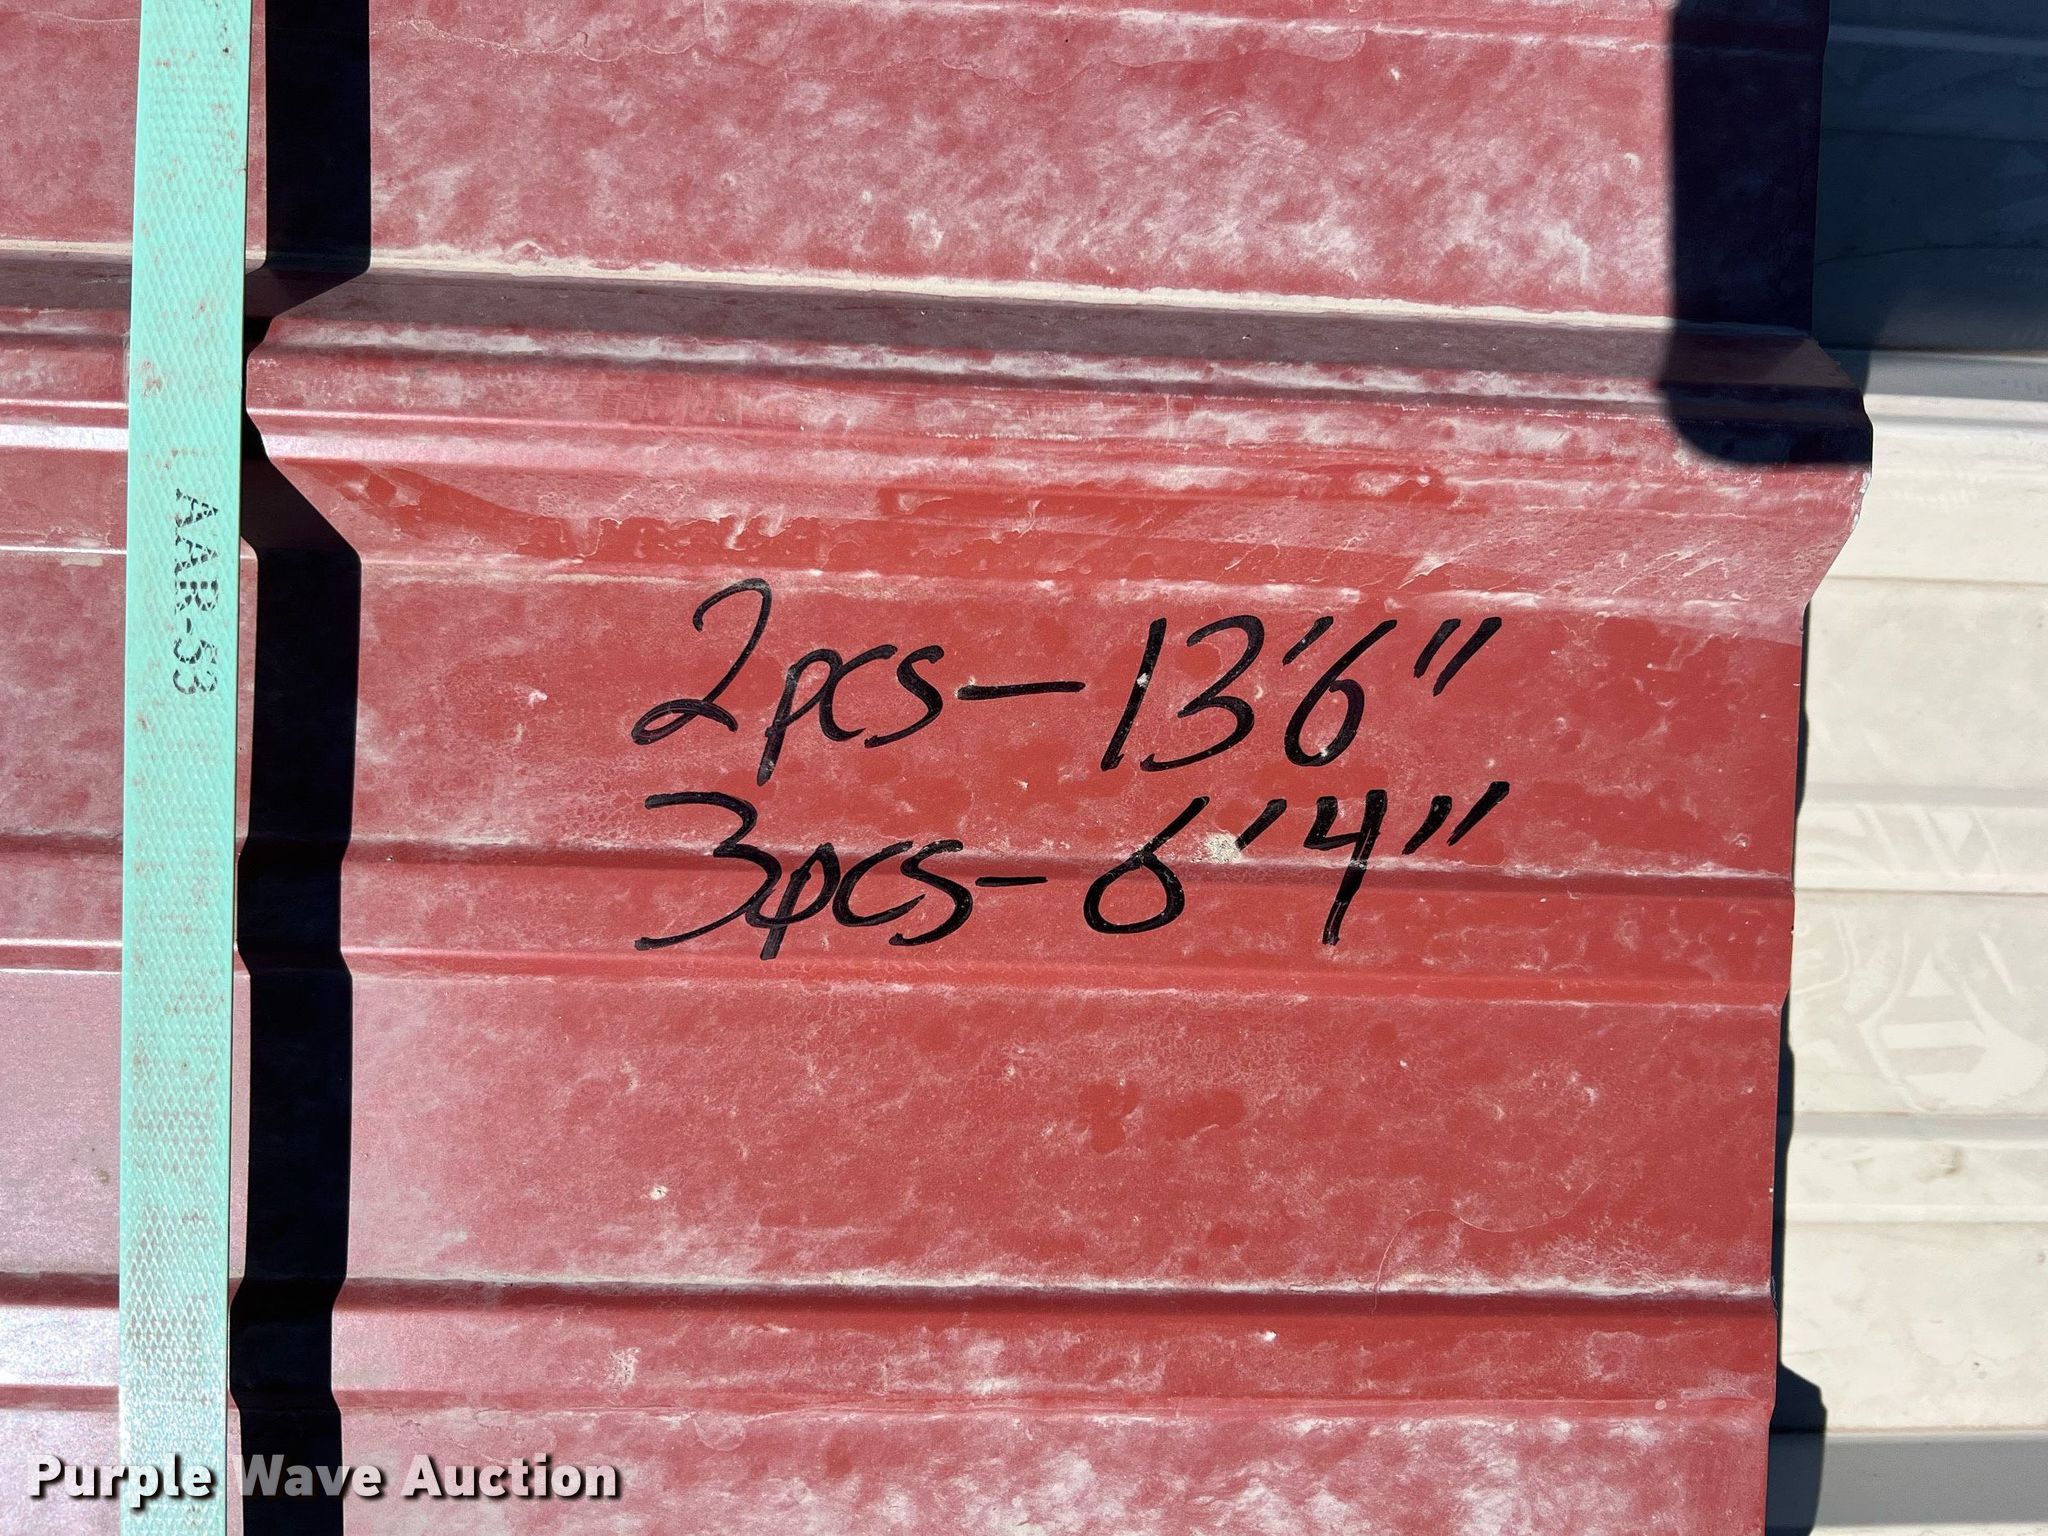 AAR-53
2pcs-13'6"
3pcs-6'4"
Purple Wave Auction